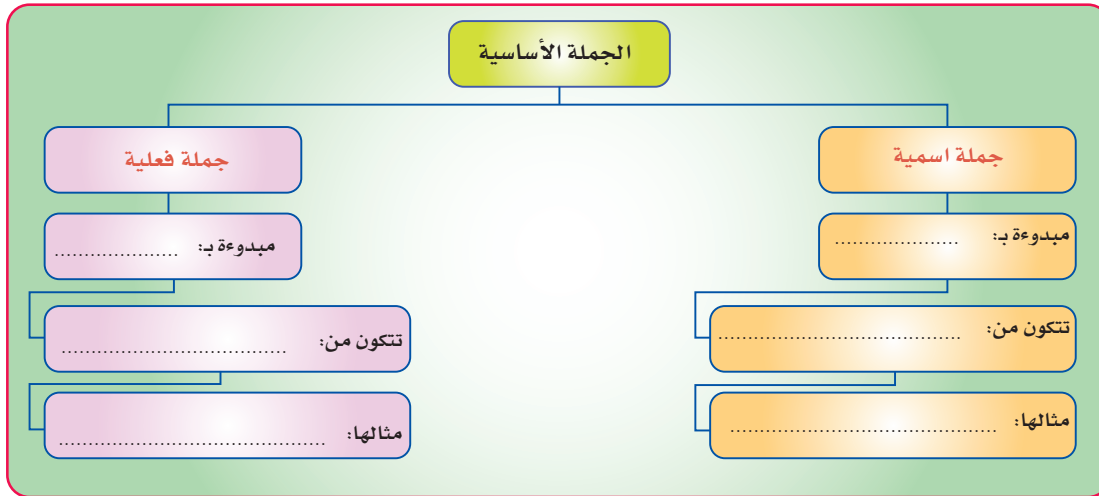 الجملة الأساسية
جملة اسمية
مبدوءة بـ: .....................
تتكون من: .........................................
مثالها: .............................................
جملة فعلية
مبدوءة بـ: .....................
تتكون من: ......................................
مثالها: .............................................